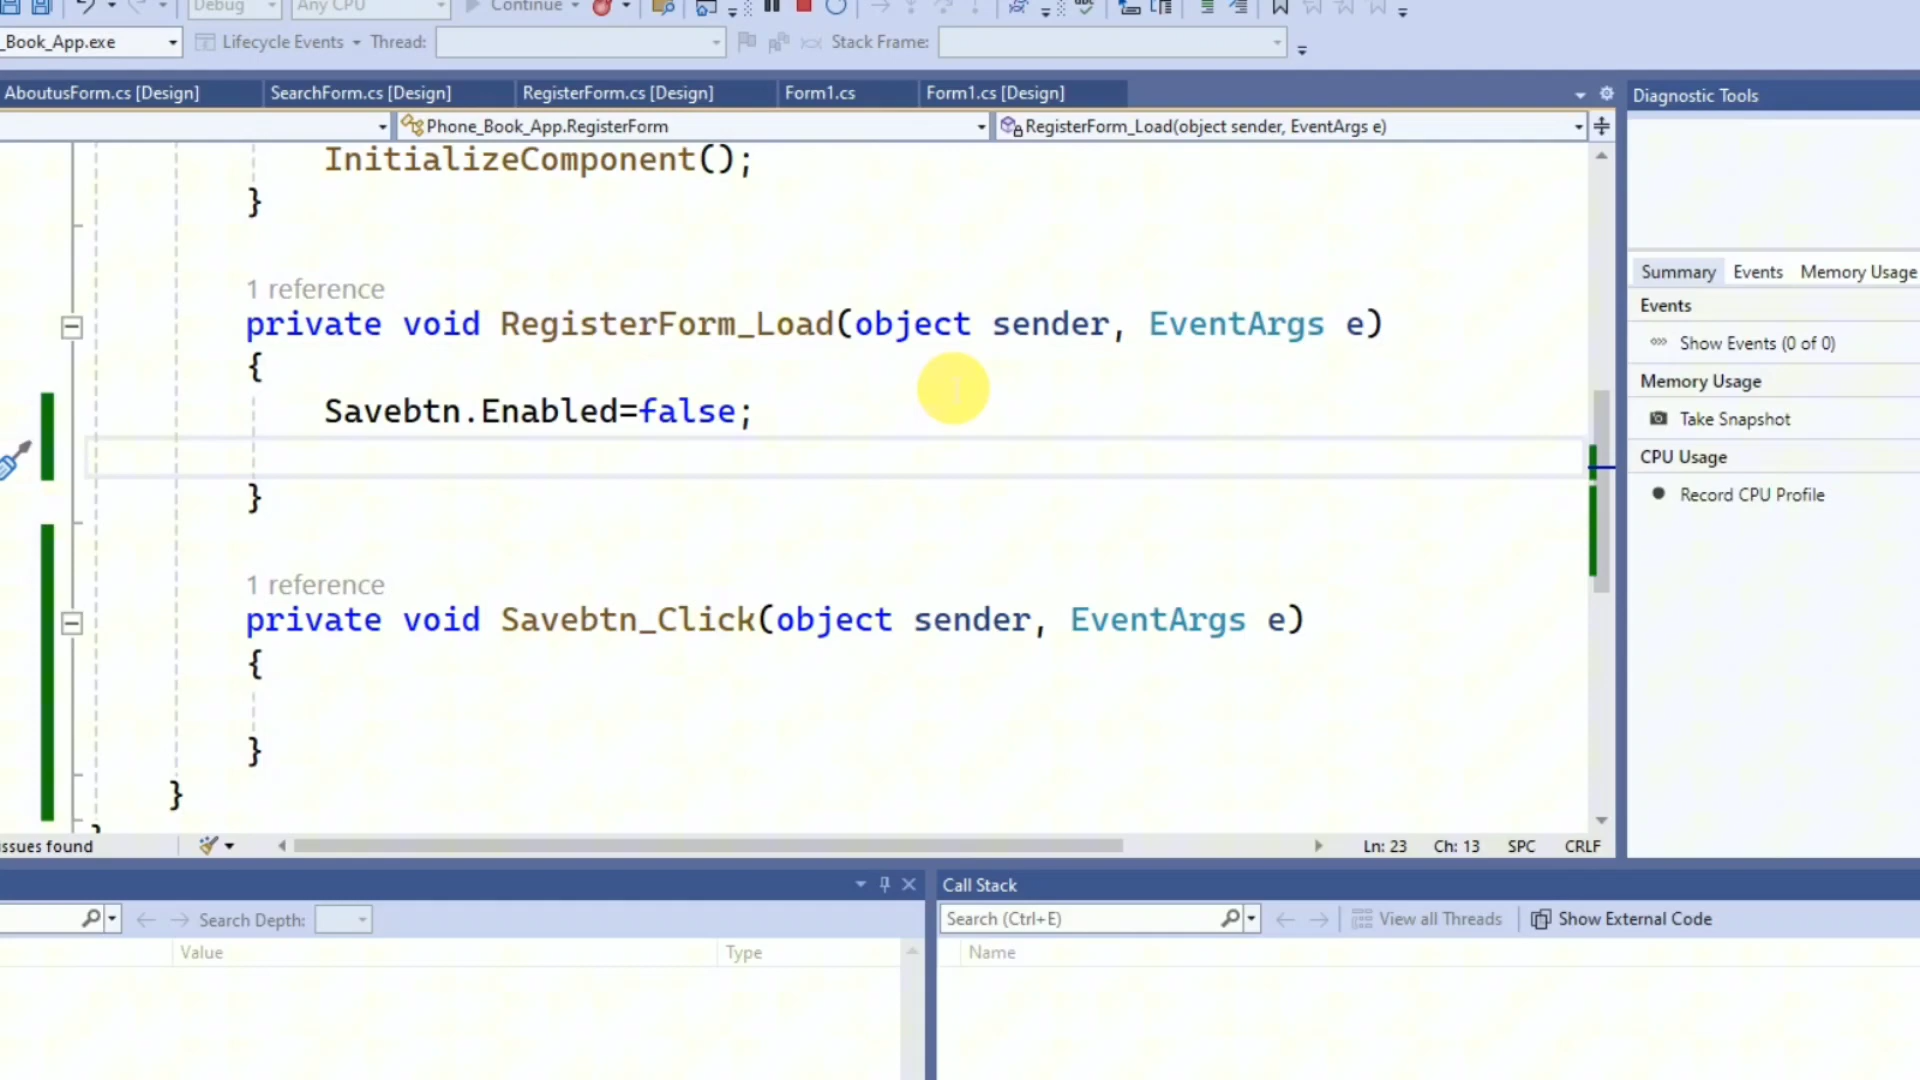 Debug Any CPU Continue
_Book_App.exe Lifecycle Events Thread: Stack Frame:
AboutusForm.cs [Design] SearchForm.cs [Design] RegisterForm.cs [Design] Form1.cs Form1.cs [Design]
Phone_Book_App.RegisterForm RegisterForm_Load(object sender, EventArgs e)
InitializeComponent();
}
1 reference
private void RegisterForm_Load(object sender, EventArgs e)
{
Savebtn.Enabled=false;
}
1 reference
private void Savebtn_Click(object sender, EventArgs e)
{
}
}
issues found Ln: 23 Ch: 13 SPC CRLF
Diagnostic Tools
Summary Events Memory Usage
Events
Show Events (0 of 0)
Memory Usage
Take Snapshot
CPU Usage
Record CPU Profile
Search Depth:
Value Type
Call Stack
Search (Ctrl+E) View all Threads Show External Code
Name